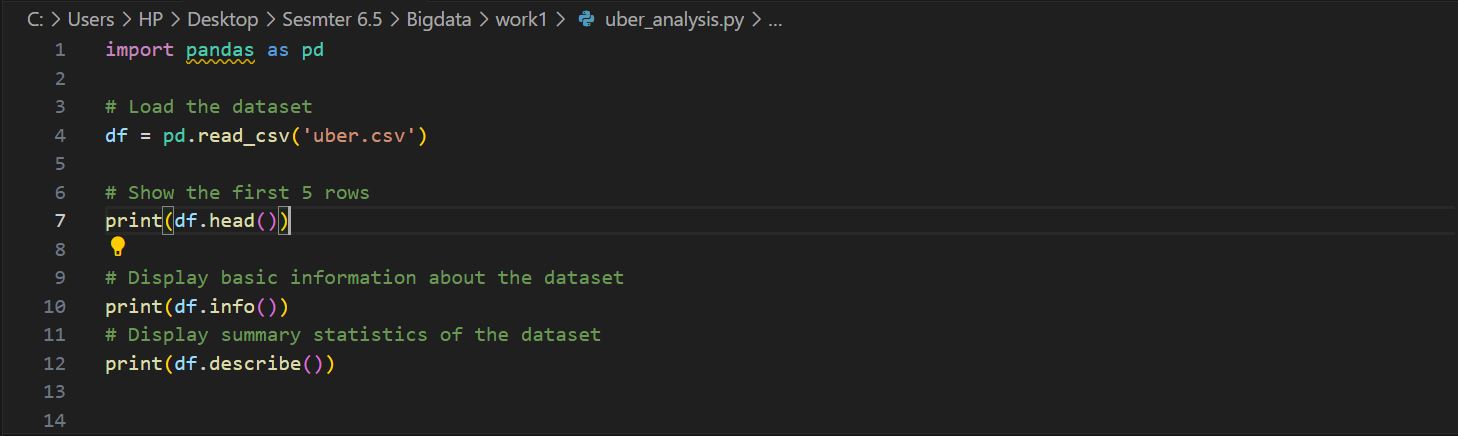 C: > Users > HP > Desktop > Sesmter 6.5 > Bigdata > work1 > uber_analysis.py > ...
1 import pandas as pd
2
3 # Load the dataset
4 df = pd.read_csv('uber.csv')
5
6 # Show the first 5 rows
7 print(df.head())
8
9 # Display basic information about the dataset
10 print(df.info())
11 # Display summary statistics of the dataset
12 print(df.describe())
13
14